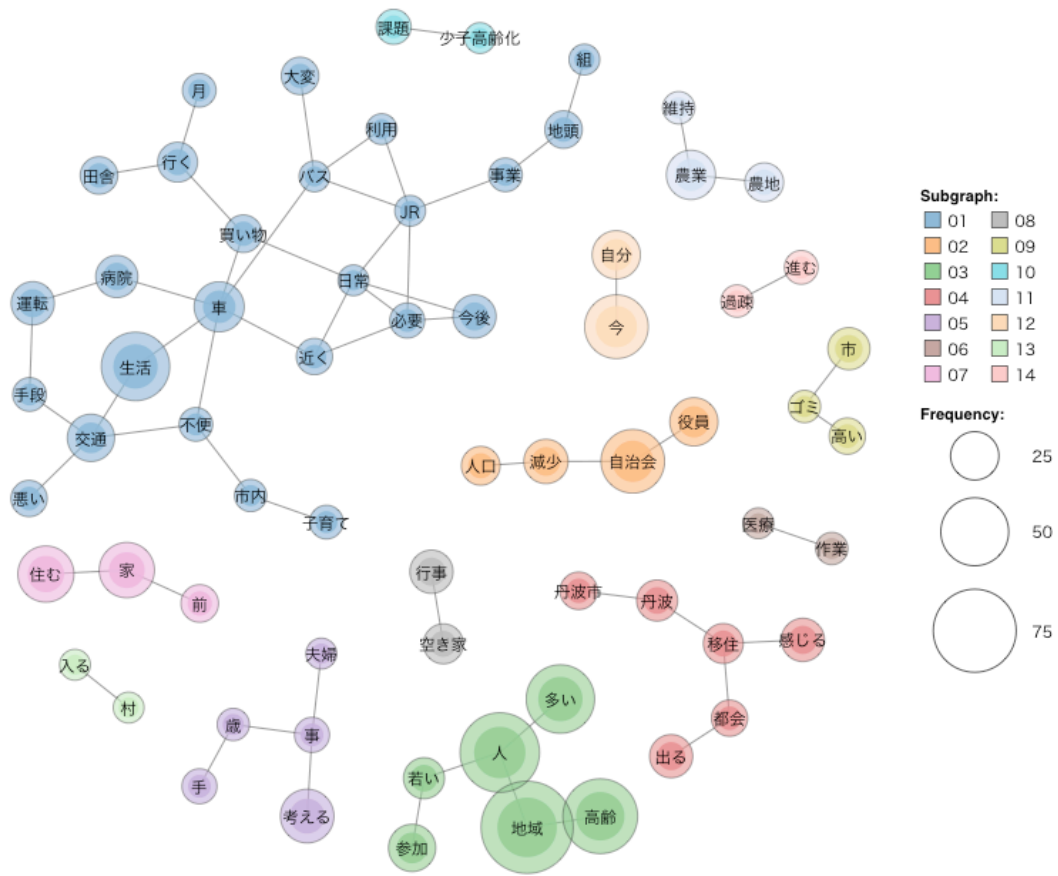 課題
少子高齢化
組
大変
月
維持
利用
地頭
行く
田舎
バス
事業
農業
農地
JR
買い物
自分
進む
病院
日常
過疎
運転
車
必要
今後
今
近く
市
生活
手段
ゴミ
高い
交通
不便
役員
人口
減少
自治会
悪い
市内
子育て
医療
作業
住む
家
前
行事
空き家
丹波市
丹波
移住
感じる
都会
出る
入る
村
夫婦
歳
事
手
考える
多い
人
若い
地域
高齢
参加
Subgraph:
01 08
02 09
03 10
04 11
05 12
06 13
07 14
Frequency:
25
50
75